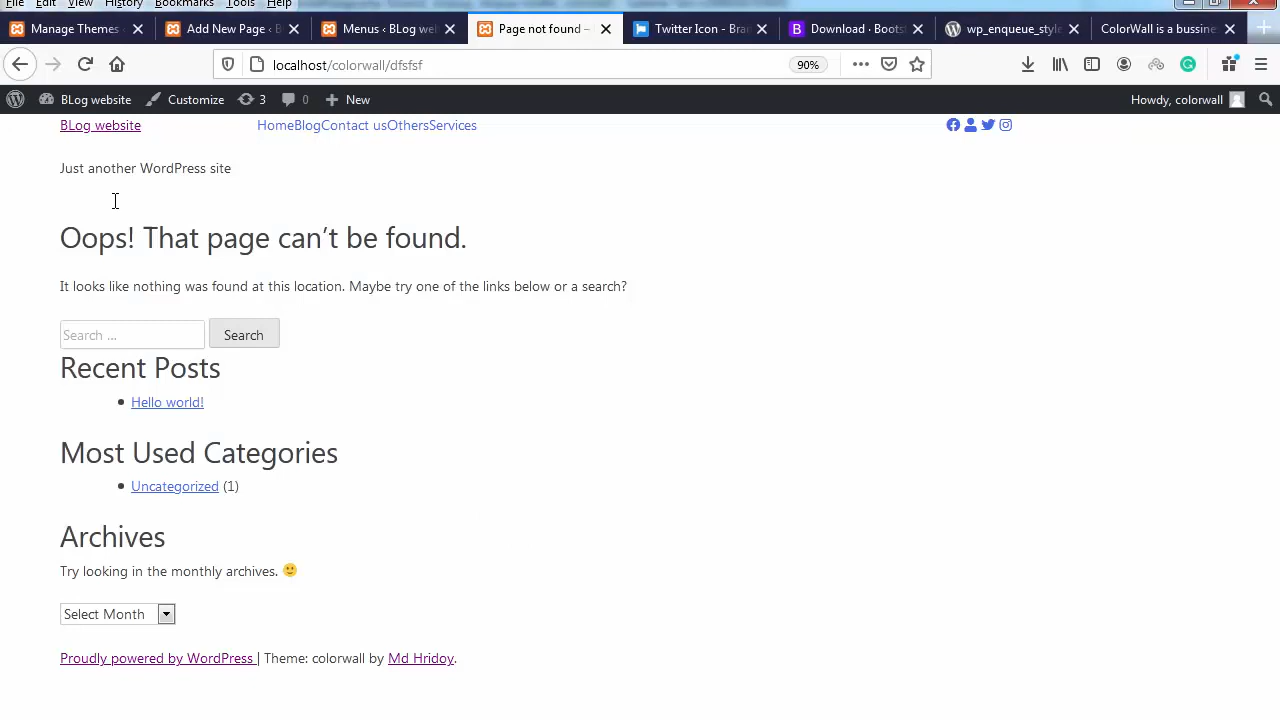 File Edit View History Bookmarks Tools Help
Manage Themes
Add New Page ‹ B
Menus ‹ BLog web
Page not found –
Twitter Icon - Bran
Download · Bootst
wp_enqueue_style
ColorWall is a bussine
localhost/colorwall/dfsfsf
90%
BLog website Customize 3 0 New
Howdy, colorwall
BLog website
HomeBlogContact usOthersServices
Just another WordPress site
Oops! That page can’t be found.
It looks like nothing was found at this location. Maybe try one of the links below or a search?
Search …
Search
Recent Posts
Hello world!
Most Used Categories
Uncategorized (1)
Archives
Try looking in the monthly archives. 🙂
Select Month
Proudly powered by WordPress | Theme: colorwall by Md Hridoy.